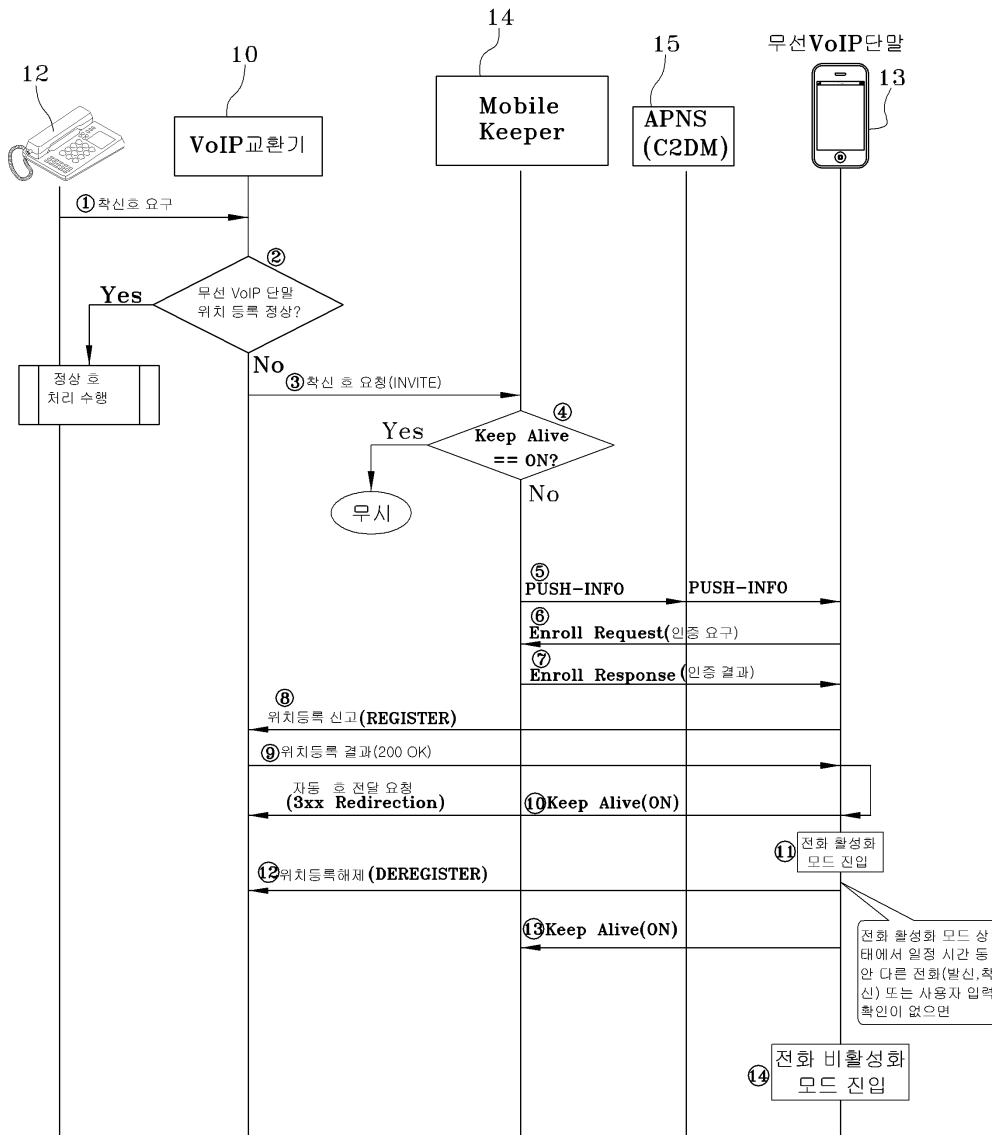 14
무선VoIP단말
10
15
12
13
Mobile
Keeper
APNS
(C2DM)
VoIP교환기
①착신호 요구
②
무선 VoIP 단말
위치 등록 정상?
Yes
No
정상 호
처리 수행
③착신 호 요청(INVITE)
④
Keep Alive
== ON?
Yes
무시
No
⑤
PUSH-INFO
PUSH-INFO
⑥
Enroll Request(인증 요구)
⑦
Enroll Response(인증 결과)
⑧
위치등록 신고(REGISTER)
⑨위치등록 결과(200 OK)
자동 호 전달 요청
(3xx Redirection)
⑩Keep Alive(ON)
⑪
전화 활성화
모드 진입
⑫위치등록해제(DEREGISTER)
⑬Keep Alive(ON)
전화 활성화 모드 상
태에서 일정 시간 동
안 다른 전화(발신,착
신) 또는 사용자 입력
확인이 없으면
⑭
전화 비활성화
모드 진입